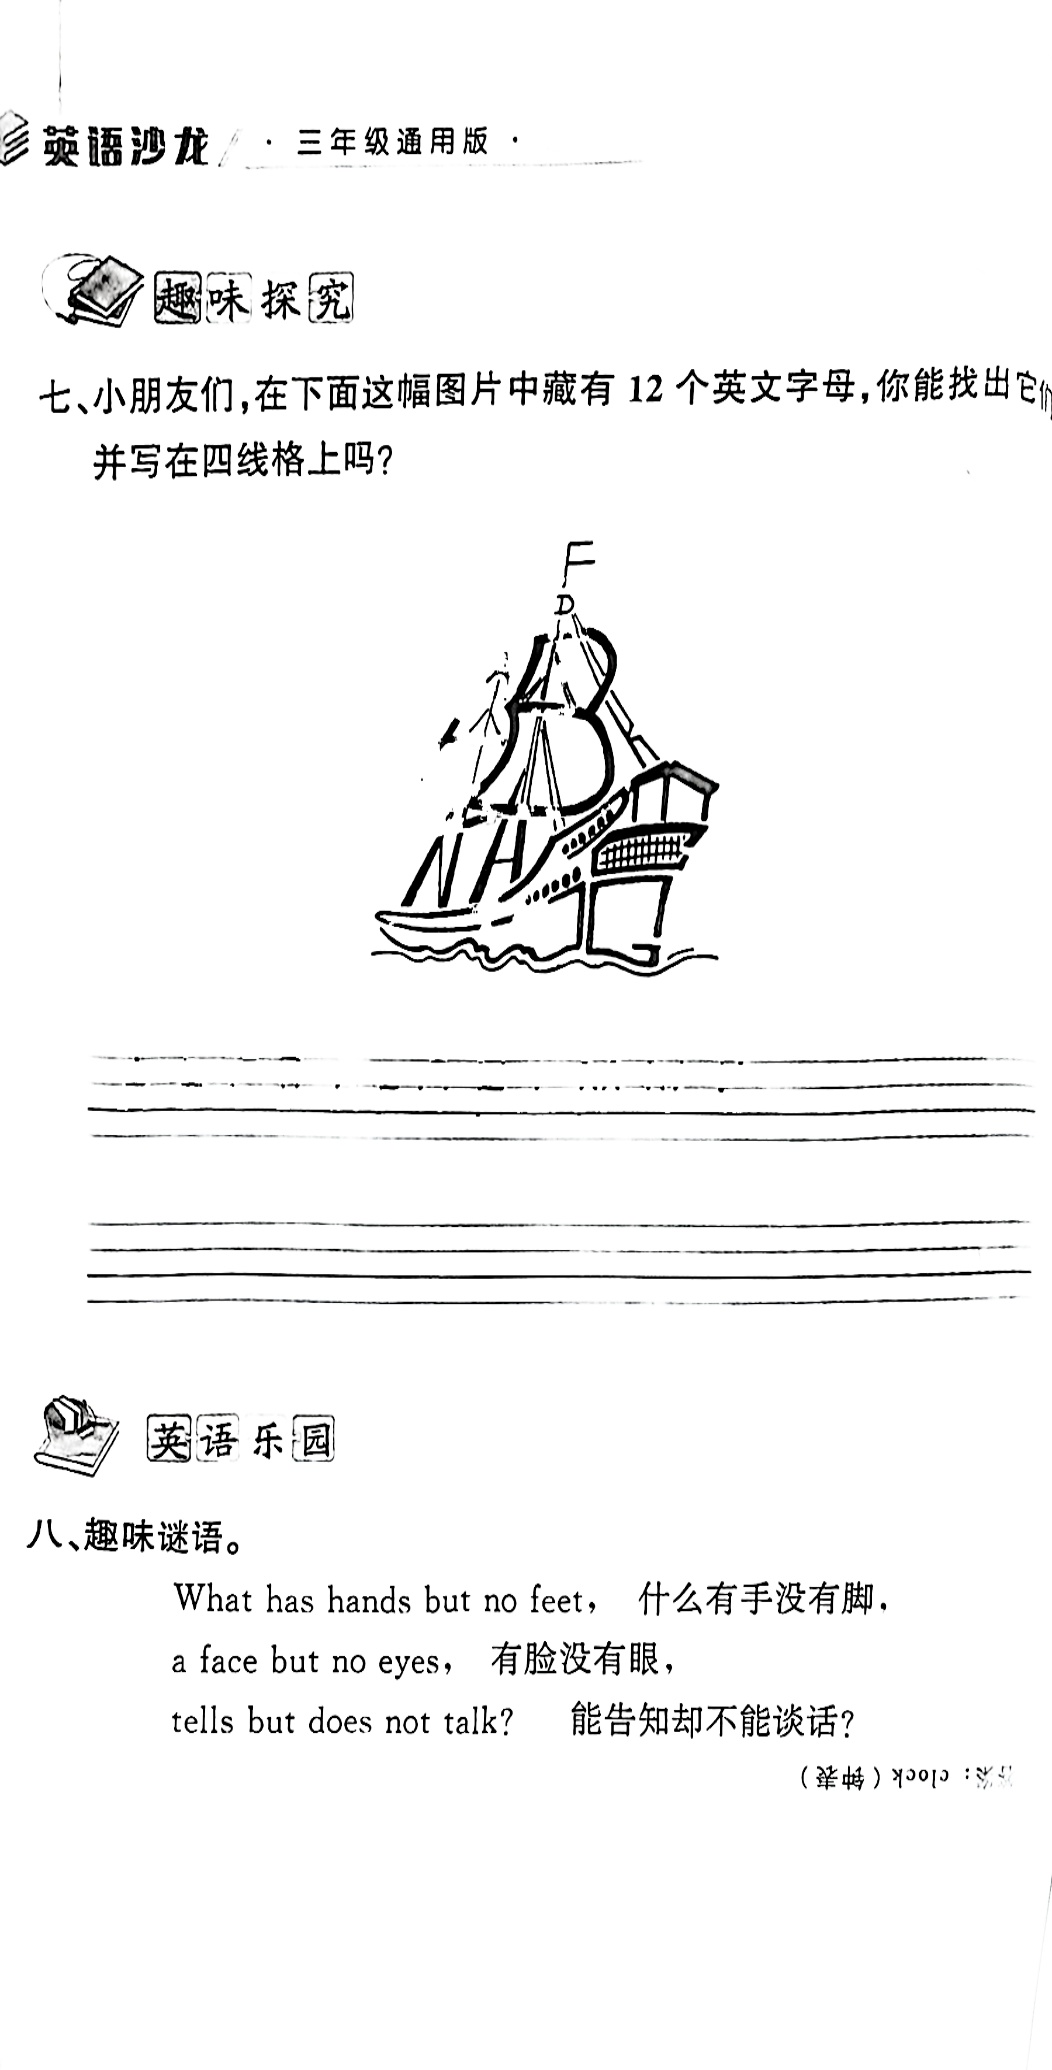 英语沙龙 · 三年级通用版 ·
趣味探究
七、小朋友们,在下面这幅图片中藏有 12 个英文字母,你能找出它们
并写在四线格上吗?
F
D
英语乐园
八、趣味谜语。
What has hands but no feet, 什么有手没有脚.
a face but no eyes, 有脸没有眼,
tells but does not talk? 能告知却不能谈话?
答案:clock(钟表)